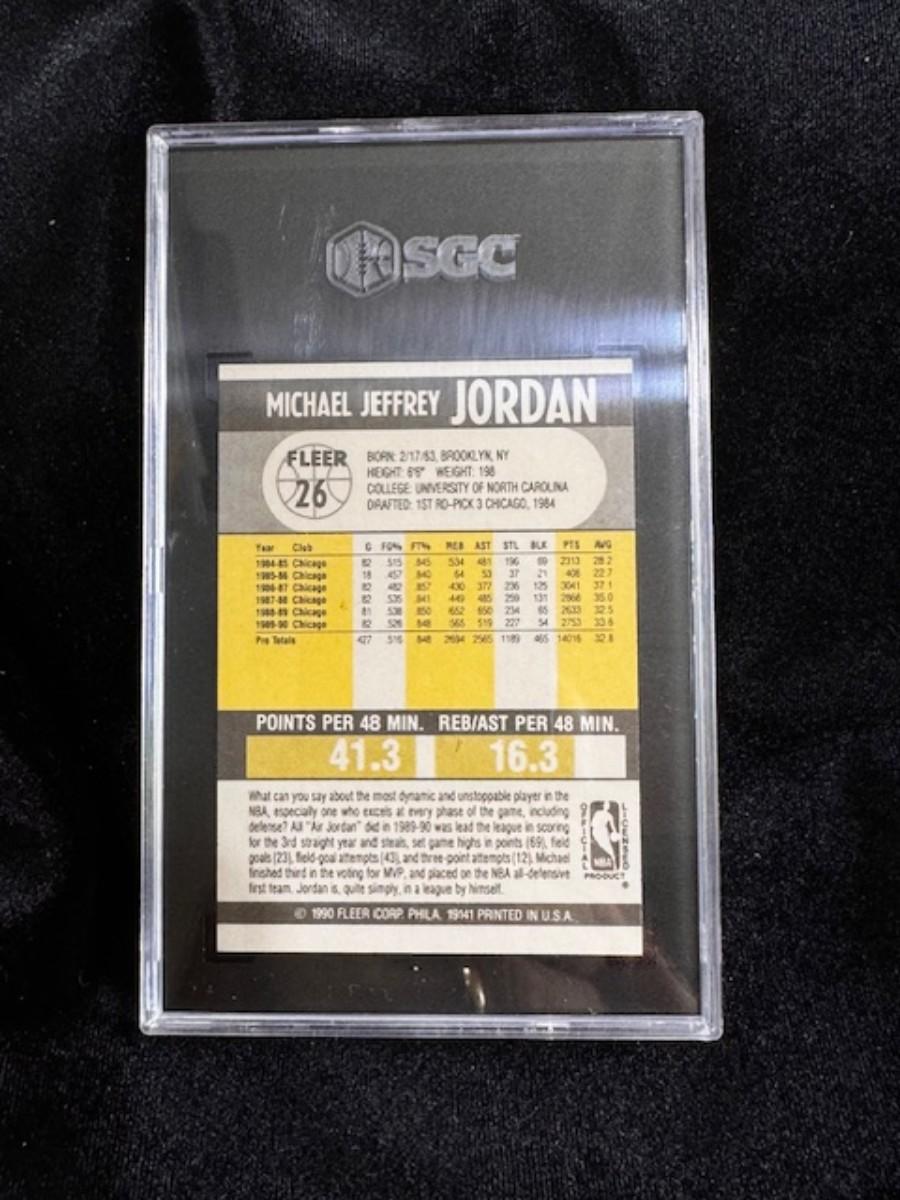 SGC
MICHAEL JEFFREY JORDAN
FLEER
26
BORN: 2/17/63, BROOKLYN, NY
HEIGHT: 6'6" WEIGHT: 198
COLLEGE: UNIVERSITY OF NORTH CAROLINA
DRAFTED: 1ST RD-PICK 3 CHICAGO, 1984
Year Club G FG% FT% REB AST STL BLK PTS AVG
1984-85 Chicago 82 .515 .845 534 481 196 69 2313 28.2
1985-86 Chicago 18 .457 .840 64 53 37 21 408 22.7
1986-87 Chicago 82 .482 .857 430 377 236 125 3041 37.1
1987-88 Chicago 82 .535 .841 449 485 259 131 2868 35.0
1988-89 Chicago 81 .538 .850 652 650 234 65 2633 32.5
1989-90 Chicago 82 .526 .848 565 519 227 54 2753 33.6
Pro Totals 427 .516 .848 2694 2565 1189 465 14016 32.8
POINTS PER 48 MIN. REB/AST PER 48 MIN.
41.3 16.3
What can you say about the most dynamic and unstoppable player in the
NBA, especially one who excels at every phase of the game, including
defense? All "Air Jordan" did in 1989-90 was lead the league in scoring
for the 3rd straight year and steals, set game highs in points (69), field
goals (23), field-goal attempts (43), and three-point attempts (12). Michael
finished third in the voting for MVP, and placed on the NBA all-defensive
first team. Jordan is, quite simply, in a league by himself.
OFFICIAL
LICENSED
NBA
PRODUCT
®
© 1990 FLEER CORP. PHILA. 19141 PRINTED IN U.S.A.